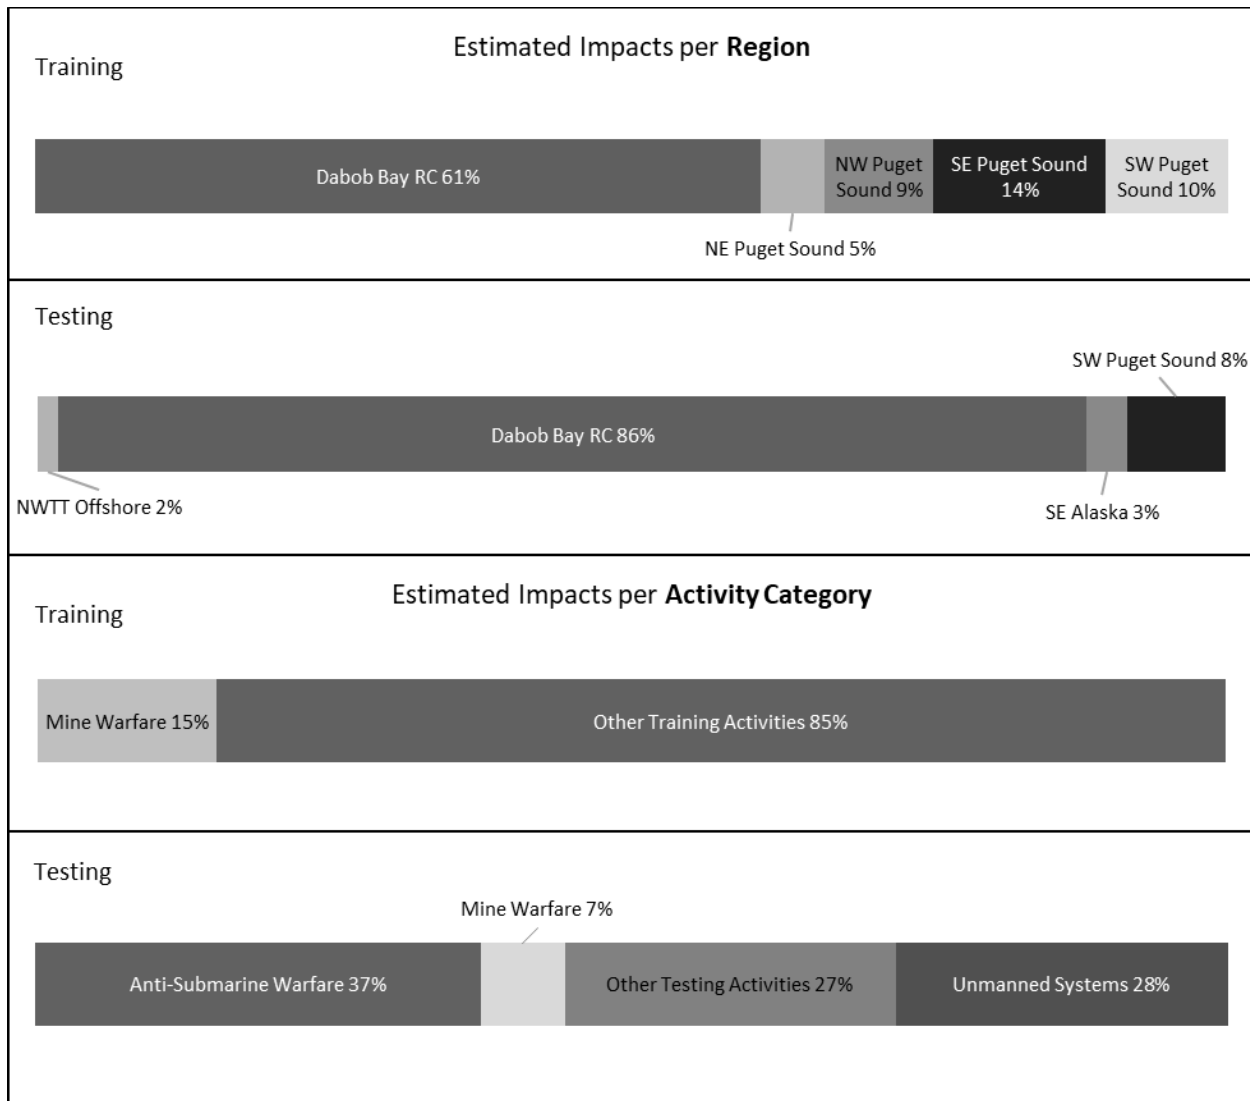 Estimated Impacts per Region
Training
Dabob Bay RC 61%
NE Puget Sound 5%
NW Puget
Sound 9%
SE Puget Sound
14%
SW Puget
Sound 10%
Testing
SW Puget Sound 8%
Dabob Bay RC 86%
NWTT Offshore 2%
SE Alaska 3%
Estimated Impacts per Activity Category
Training
Mine Warfare 15%
Other Training Activities 85%
Testing
Mine Warfare 7%
Anti-Submarine Warfare 37%
Other Testing Activities 27%
Unmanned Systems 28%